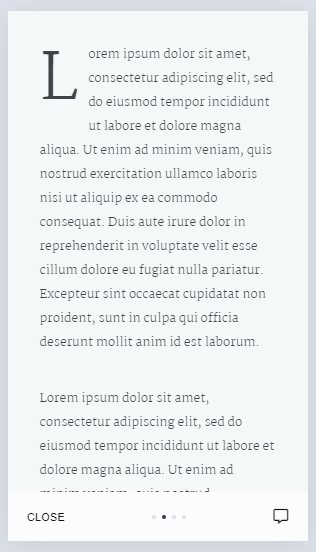 Lorem ipsum dolor sit amet,
consectetur adipiscing elit, sed
do eiusmod tempor incididunt
ut labore et dolore magna
aliqua. Ut enim ad minim veniam, quis
nostrud exercitation ullamco laboris
nisi ut aliquip ex ea commodo
consequat. Duis aute irure dolor in
reprehenderit in voluptate velit esse
cillum dolore eu fugiat nulla pariatur.
Excepteur sint occaecat cupidatat non
proident, sunt in culpa qui officia
deserunt mollit anim id est laborum.
Lorem ipsum dolor sit amet,
consectetur adipiscing elit, sed do
eiusmod tempor incididunt ut labore et
dolore magna aliqua. Ut enim ad
minim veniam, quis nostrud
CLOSE